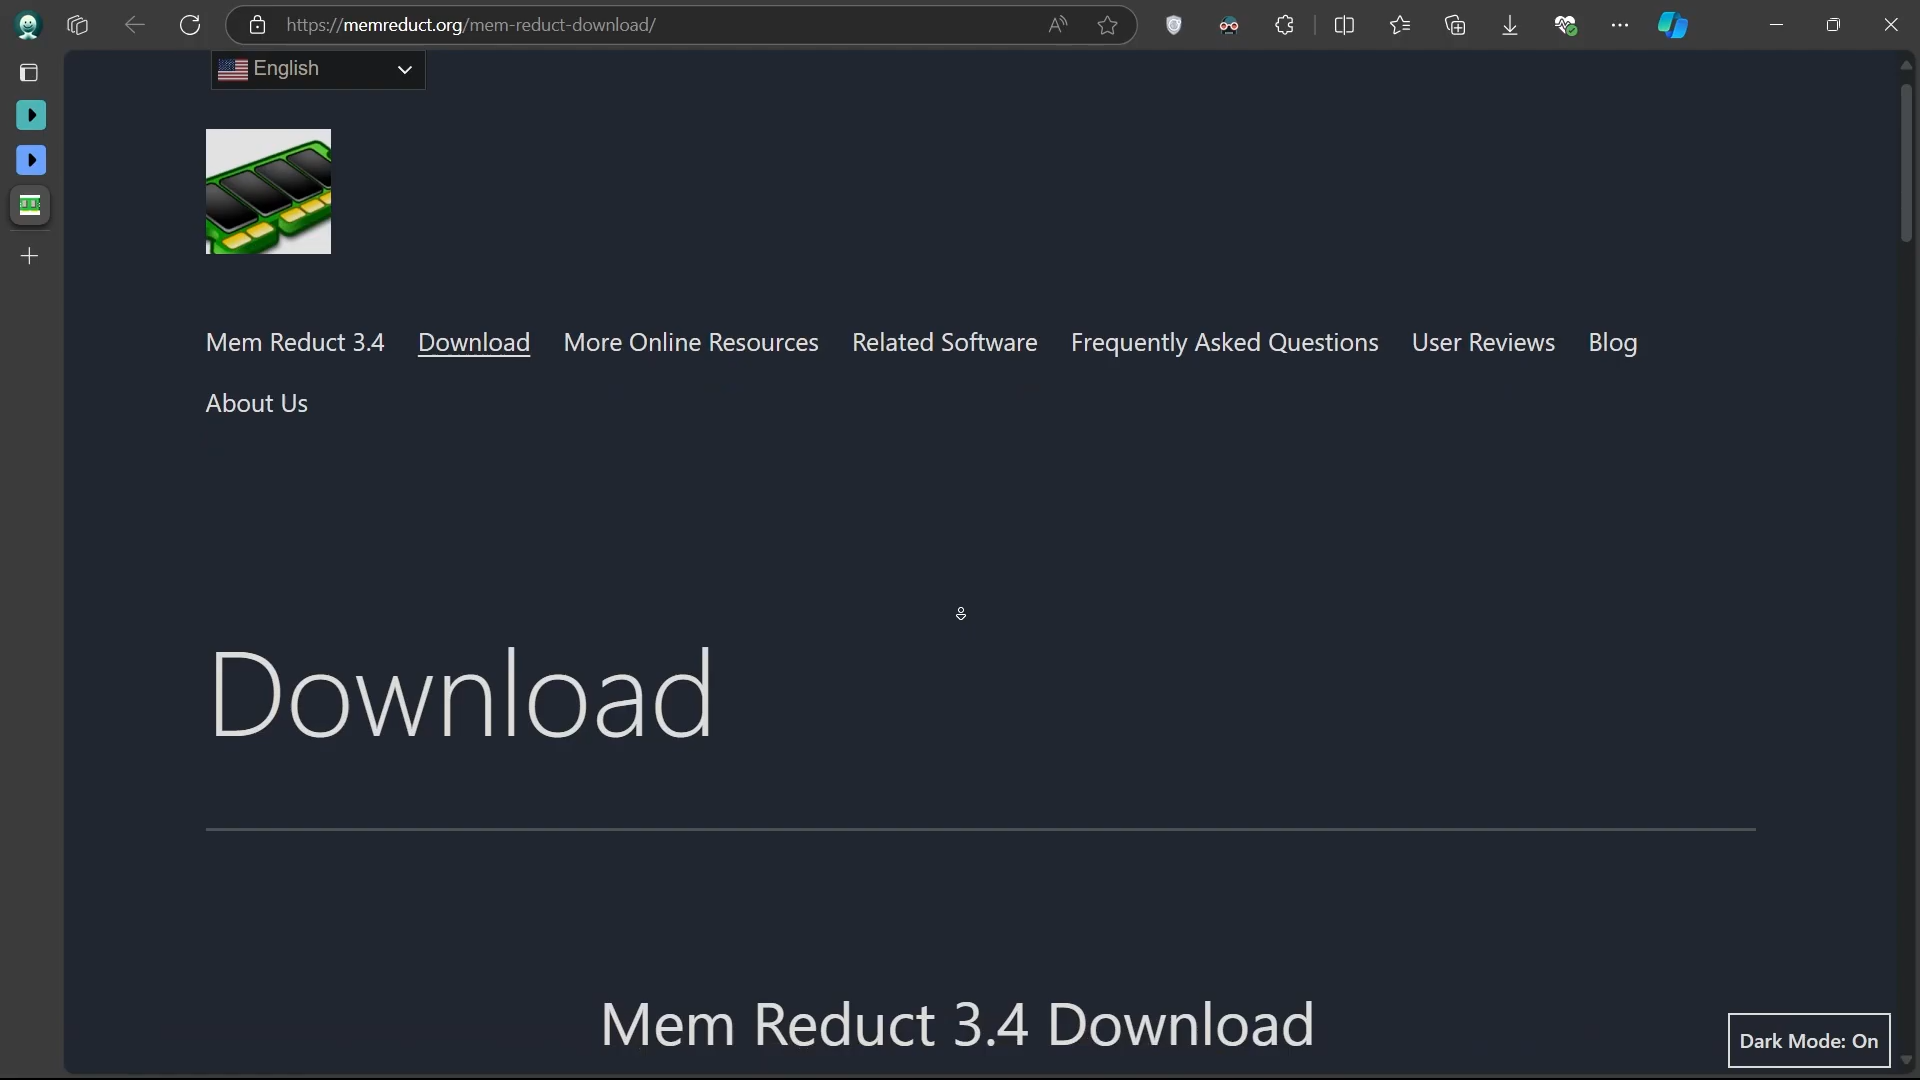 https://memreduct.org/mem-reduct-download/
English
Mem Reduct 3.4 Download More Online Resources Related Software Frequently Asked Questions User Reviews Blog
About Us
Download
Mem Reduct 3.4 Download
Dark Mode: On